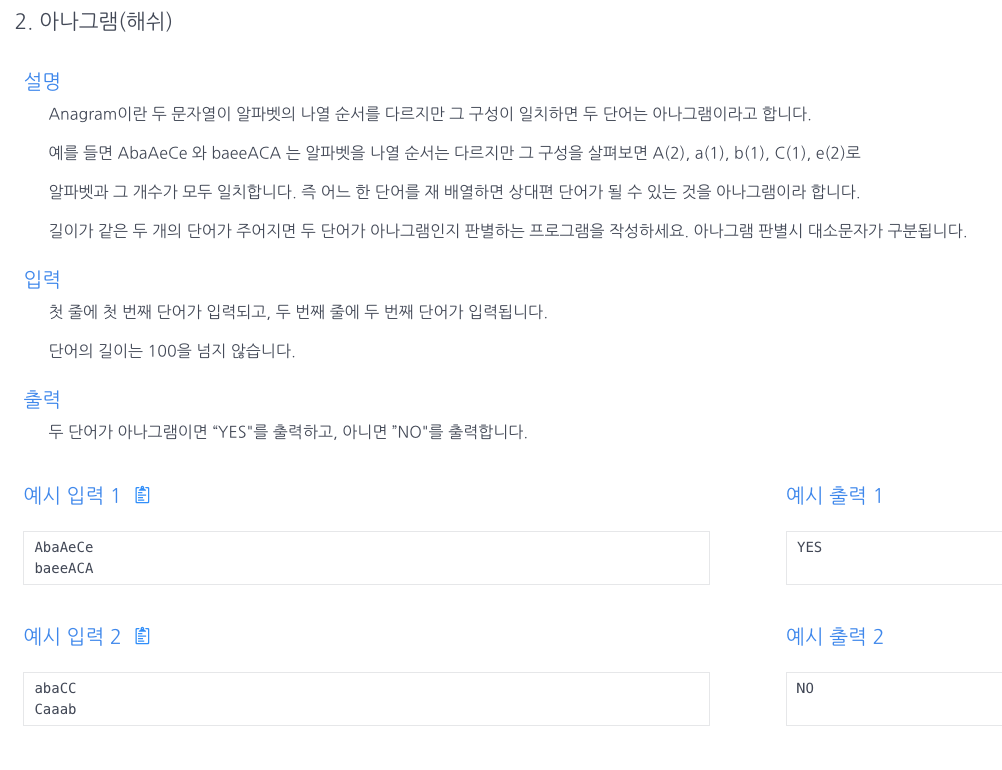 2. 아나그램(해쉬)
설명
Anagram이란 두 문자열이 알파벳의 나열 순서를 다르지만 그 구성이 일치하면 두 단어는 아나그램이라고 합니다.
예를 들면 AbaAeCe 와 baeeACA 는 알파벳을 나열 순서는 다르지만 그 구성을 살펴보면 A(2), a(1), b(1), C(1), e(2)로
알파벳과 그 개수가 모두 일치합니다. 즉 어느 한 단어를 재 배열하면 상대편 단어가 될 수 있는 것을 아나그램이라 합니다.
길이가 같은 두 개의 단어가 주어지면 두 단어가 아나그램인지 판별하는 프로그램을 작성하세요. 아나그램 판별시 대소문자가 구분됩니다.
입력
첫 줄에 첫 번째 단어가 입력되고, 두 번째 줄에 두 번째 단어가 입력됩니다.
단어의 길이는 100을 넘지 않습니다.
출력
두 단어가 아나그램이면 “YES"를 출력하고, 아니면 ”NO"를 출력합니다.
예시 입력 1 예시 출력 1
AbaAeCe YES
baeeACA
예시 입력 2 예시 출력 2
abaCC NO
Caaab